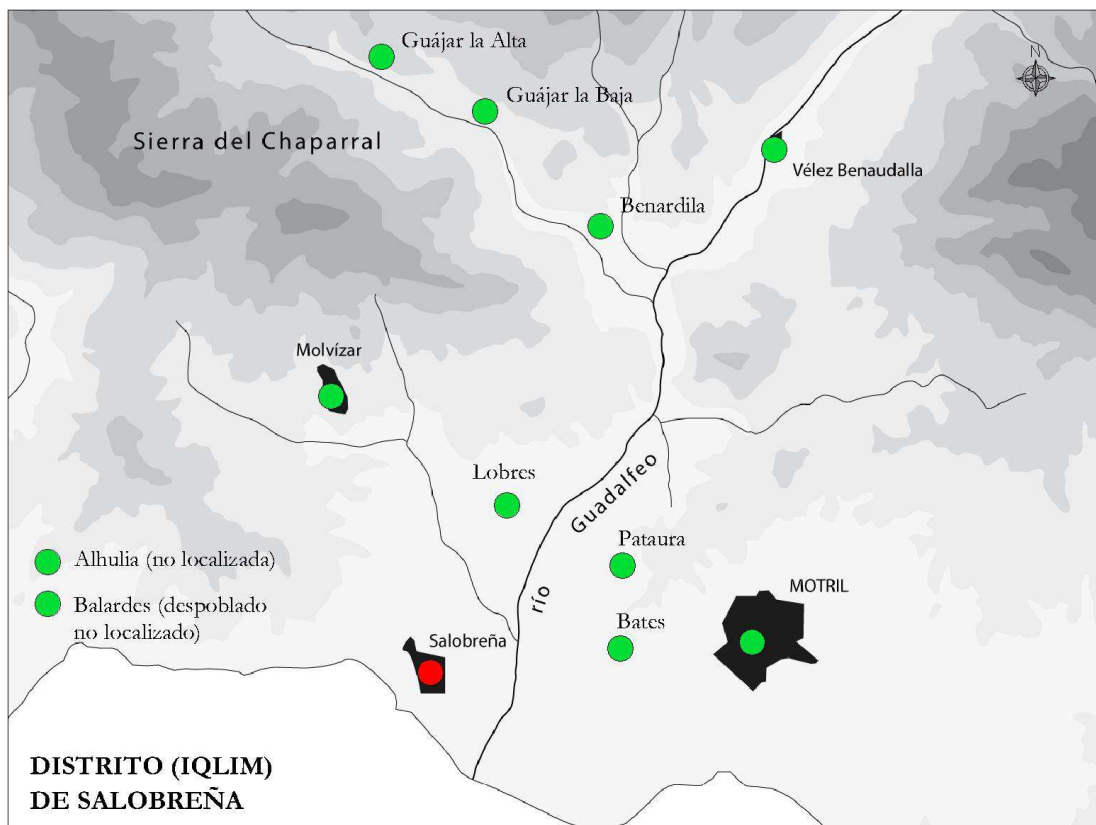 Guájar la Alta
N
Guájar la Baja
Sierra del Chaparral
Vélez Benaudalla
Benardila
Molvízar
Lobres
río Guadalfeo
Pataura
Alhulia (no localizada)
MOTRIL
Balardes (despoblado
no localizado)
Bates
Salobreña
DISTRITO (IQLIM)
DE SALOBREÑA